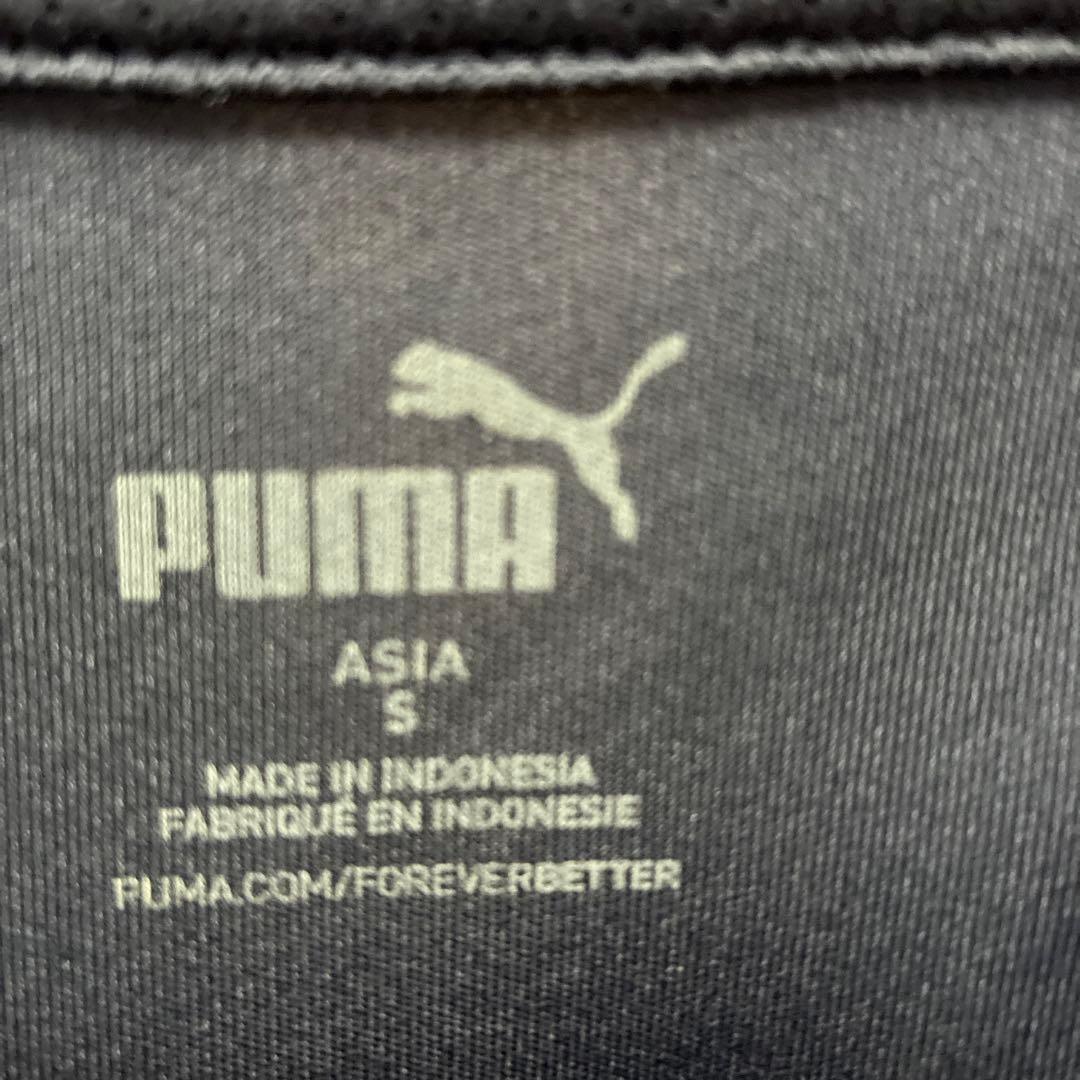 PUMA
ASIA
S
MADE IN INDONESIA
FABRIQUÉ EN INDONESIE
PUMA.COM/FOREVERBETTER